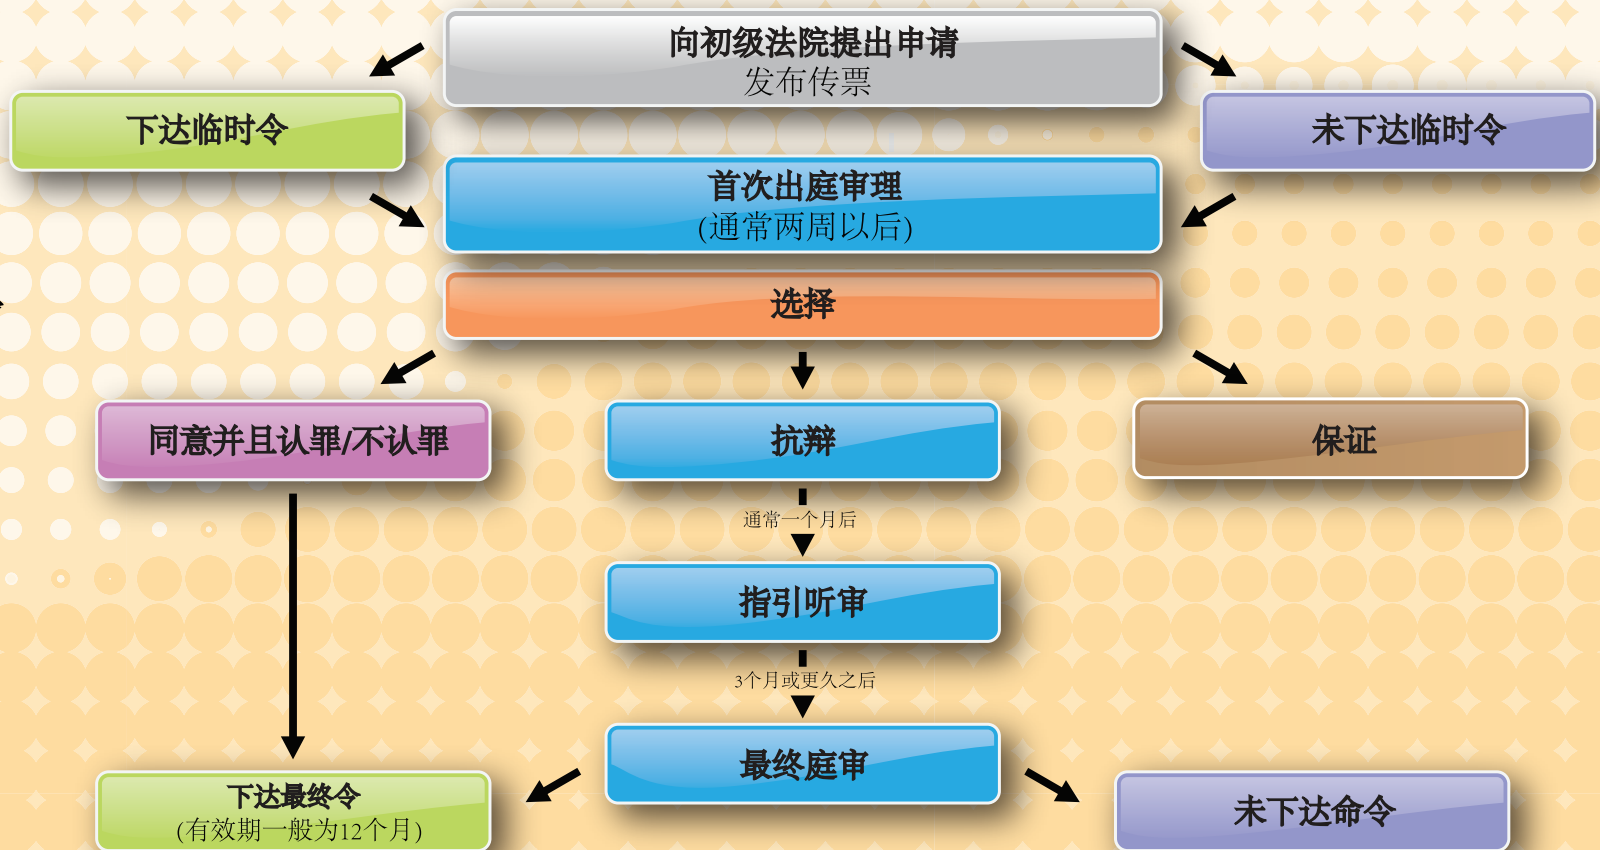 向初级法院提出申请
发布传票
下达临时令
未下达临时令
首次出庭审理
(通常两周以后)
选择
同意并且认罪/不认罪
抗辩
保证
通常一个月后
指引听审
3个月或更久之后
最终庭审
下达最终令
(有效期一般为12个月)
未下达命令